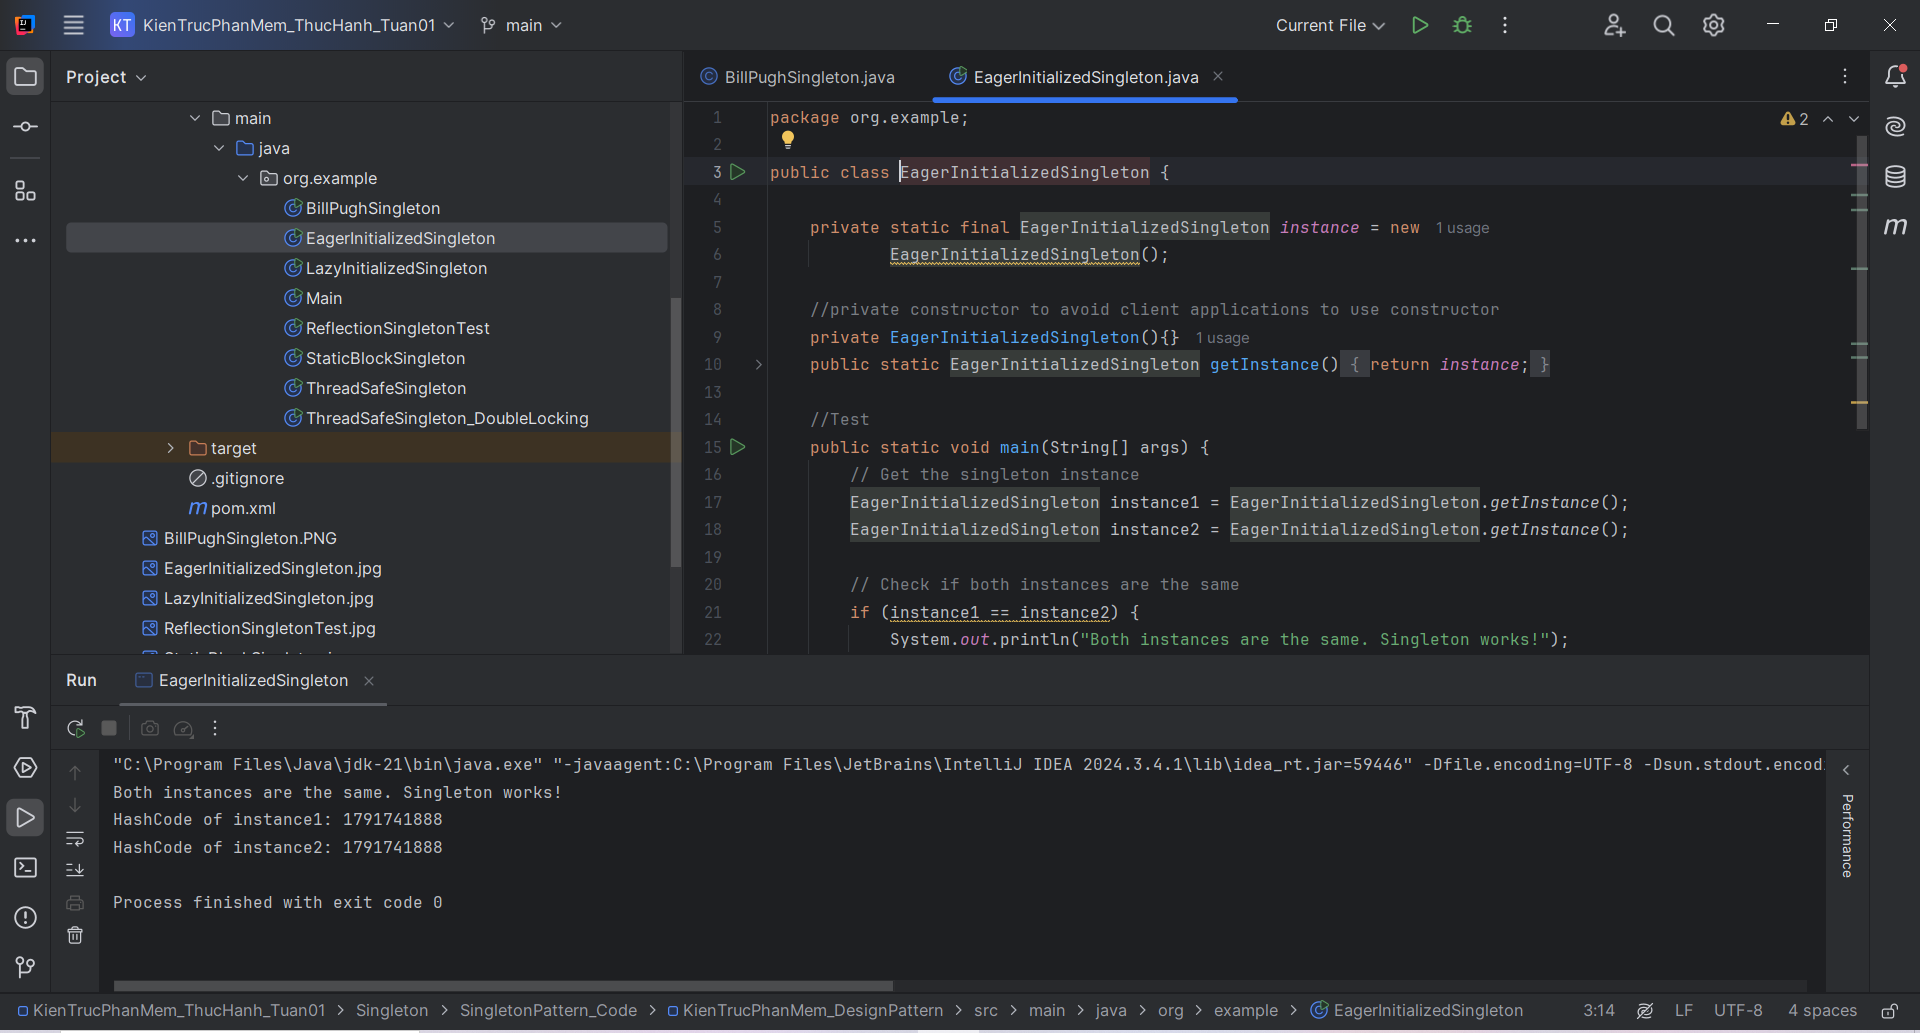 KT KienTrucPhanMem_ThucHanh_Tuan01 main Current File
Project
main
java
org.example
BillPughSingleton
EagerInitializedSingleton
LazyInitializedSingleton
Main
ReflectionSingletonTest
StaticBlockSingleton
ThreadSafeSingleton
ThreadSafeSingleton_DoubleLocking
target
.gitignore
m pom.xml
BillPughSingleton.PNG
EagerInitializedSingleton.jpg
LazyInitializedSingleton.jpg
ReflectionSingletonTest.jpg
BillPughSingleton.java EagerInitializedSingleton.java
2
1 package org.example;
2
3 public class EagerInitializedSingleton {
4
5 private static final EagerInitializedSingleton instance = new 1 usage
6 EagerInitializedSingleton();
7
8 //private constructor to avoid client applications to use constructor
9 private EagerInitializedSingleton(){} 1 usage
10 public static EagerInitializedSingleton getInstance() { return instance; }
13
14 //Test
15 public static void main(String[] args) {
16 // Get the singleton instance
17 EagerInitializedSingleton instance1 = EagerInitializedSingleton.getInstance();
18 EagerInitializedSingleton instance2 = EagerInitializedSingleton.getInstance();
19
20 // Check if both instances are the same
21 if (instance1 == instance2) {
22 System.out.println("Both instances are the same. Singleton works!");
m
Run EagerInitializedSingleton
"C:\Program Files\Java\jdk-21\bin\java.exe" "-javaagent:C:\Program Files\JetBrains\IntelliJ IDEA 2024.3.4.1\lib\idea_rt.jar=59446" -Dfile.encoding=UTF-8 -Dsun.stdout.encodi
Both instances are the same. Singleton works!
HashCode of instance1: 1791741888
HashCode of instance2: 1791741888
Process finished with exit code 0
Performance
KienTrucPhanMem_ThucHanh_Tuan01 > Singleton > SingletonPattern_Code > KienTrucPhanMem_DesignPattern > src > main > java > org > example > EagerInitializedSingleton 3:14 LF UTF-8 4 spaces